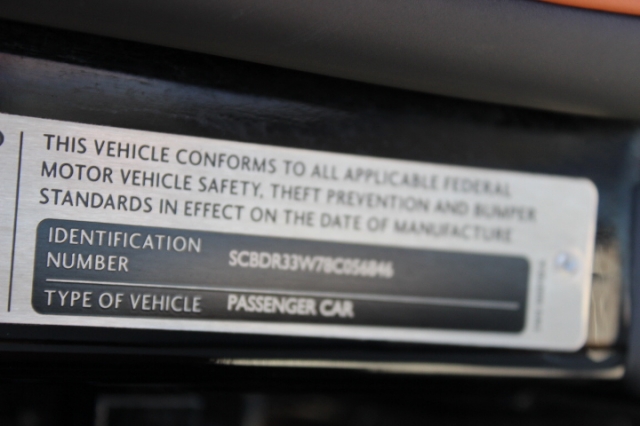 THIS VEHICLE CONFORMS TO ALL APPLICABLE FEDERAL
MOTOR VEHICLE SAFETY, THEFT PREVENTION AND BUMPER
STANDARDS IN EFFECT ON THE DATE OF MANUFACTURE
IDENTIFICATION
NUMBER
SCBDR33W78C056846
TYPE OF VEHICLE PASSENGER CAR